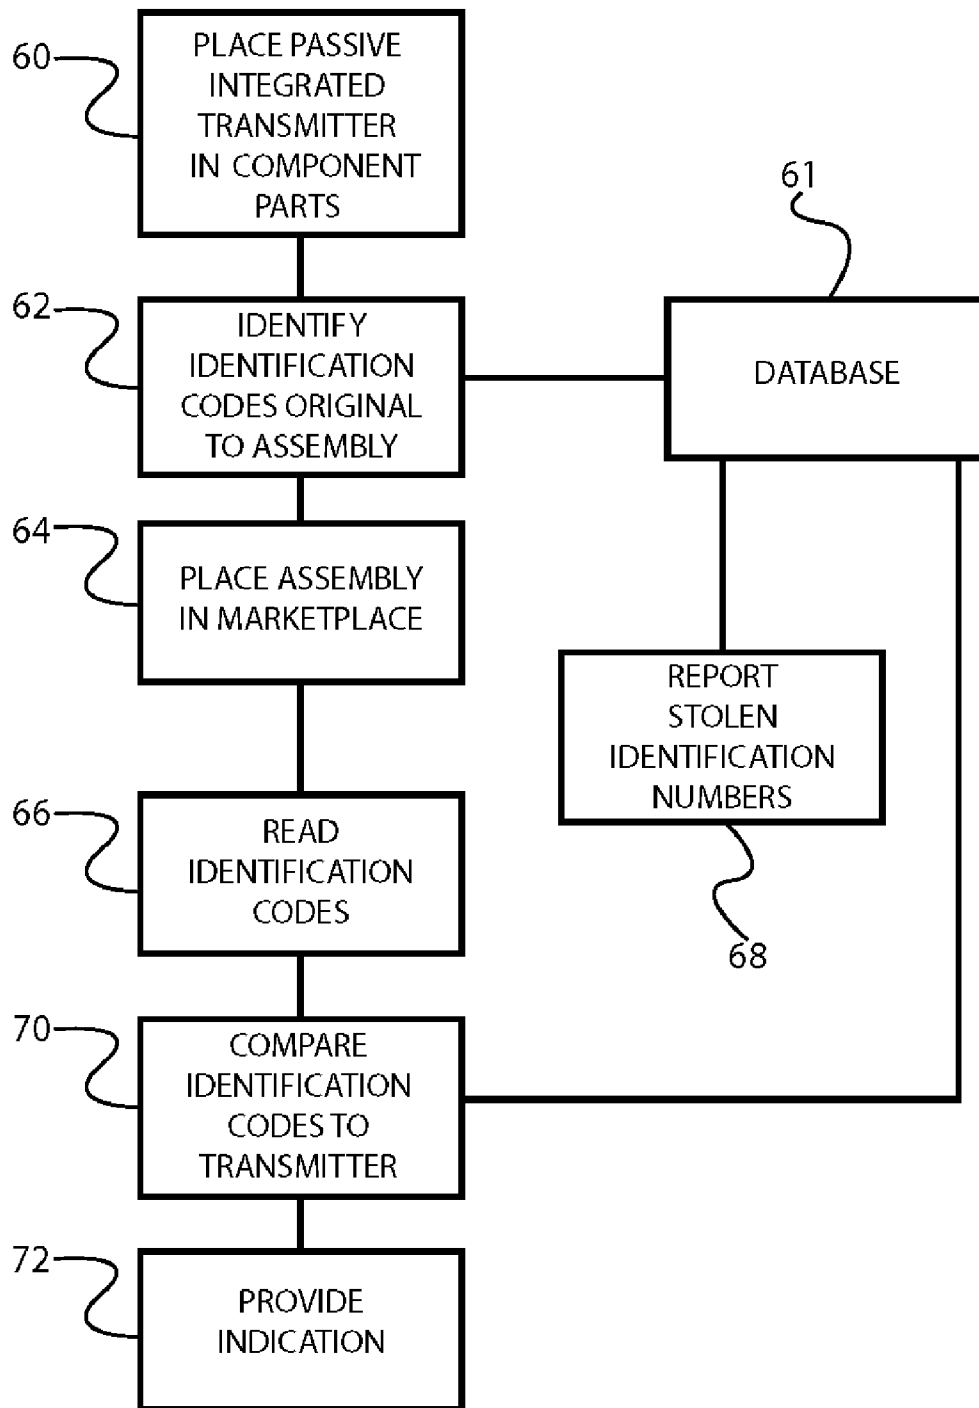 60
PLACE PASSIVE
INTEGRATED
TRANSMITTER
IN COMPONENT
PARTS
61
62
IDENTIFY
IDENTIFICATION
CODES ORIGINAL
TO ASSEMBLY
DATABASE
64
PLACE ASSEMBLY
IN MARKETPLACE
REPORT
STOLEN
IDENTIFICATION
NUMBERS
66
READ
IDENTIFICATION
CODES
68
70
COMPARE
IDENTIFICATION
CODES TO
TRANSMITTER
72
PROVIDE
INDICATION